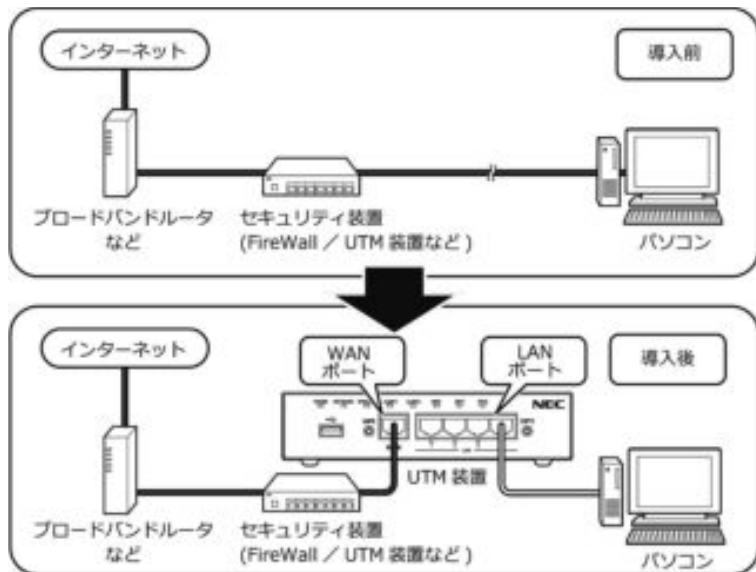 インターネット
導入前
ブロードバンドルータ
など
セキュリティ装置
(FireWall ／ UTM 装置など )
パソコン
インターネット
WAN
ポート
LAN
ポート
導入後
NEC
UTM 装置
ブロードバンドルータ
など
セキュリティ装置
(FireWall ／ UTM 装置など )
パソコン